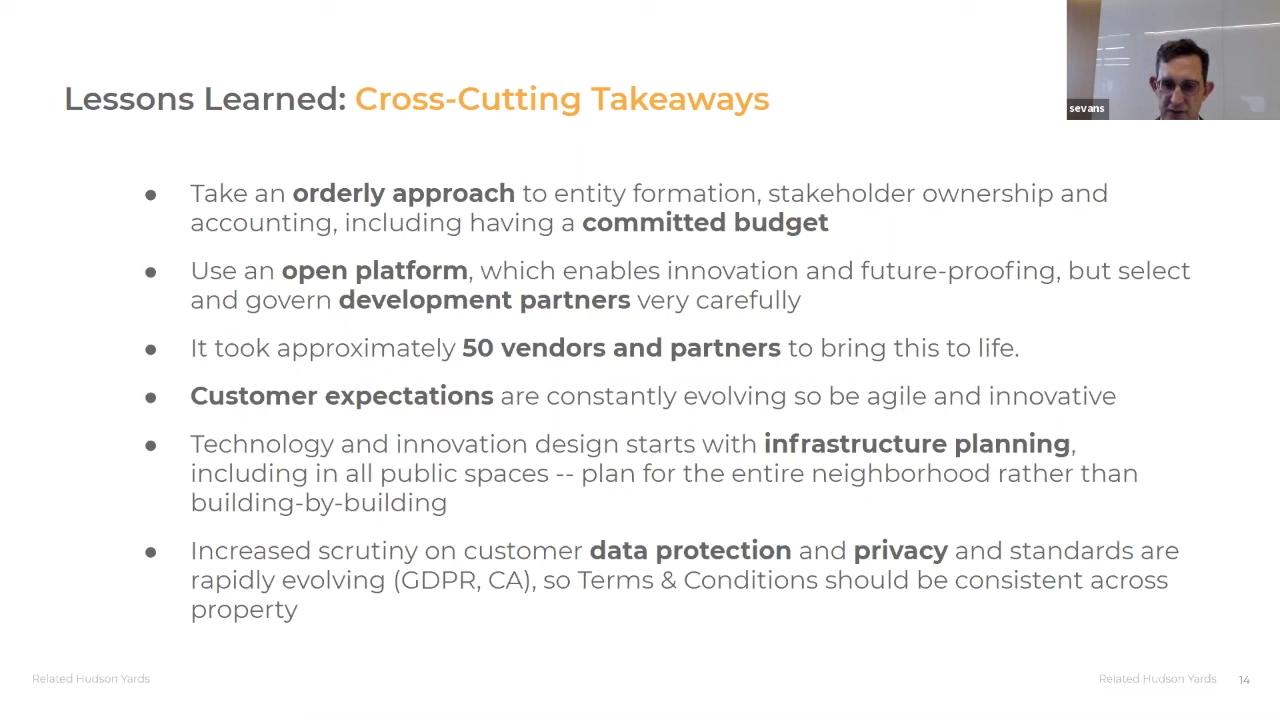 sevans
Lessons Learned: Cross-Cutting Takeaways
● Take an orderly approach to entity formation, stakeholder ownership and
accounting, including having a committed budget
● Use an open platform, which enables innovation and future-proofing, but select
and govern development partners very carefully
● It took approximately 50 vendors and partners to bring this to life.
● Customer expectations are constantly evolving so be agile and innovative
● Technology and innovation design starts with infrastructure planning,
including in all public spaces -- plan for the entire neighborhood rather than
building-by-building
● Increased scrutiny on customer data protection and privacy and standards are
rapidly evolving (GDPR, CA), so Terms & Conditions should be consistent across
property
Related Hudson Yards
Related Hudson Yards 14